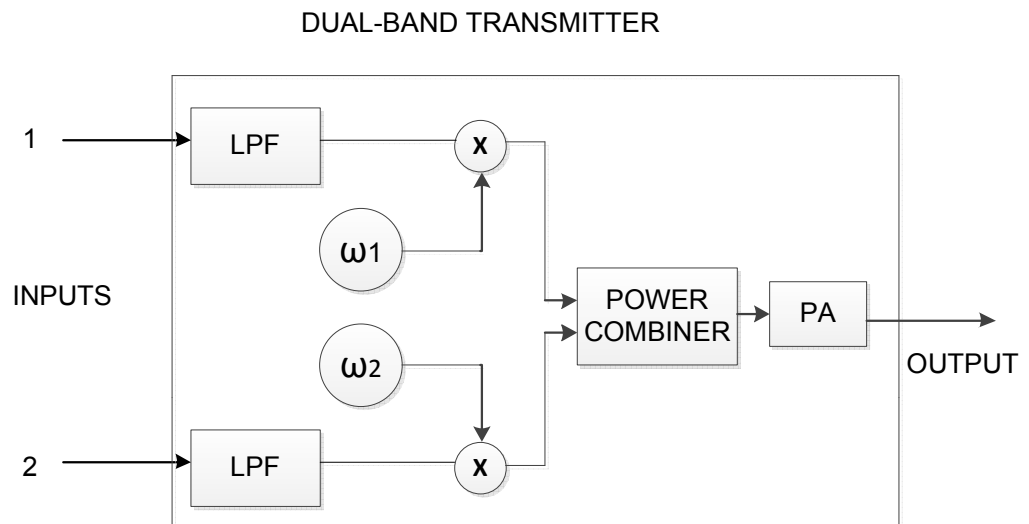 DUAL-BAND TRANSMITTER
1
LPF
X
ω1
INPUTS
POWER
COMBINER
PA
ω2
OUTPUT
2
LPF
X